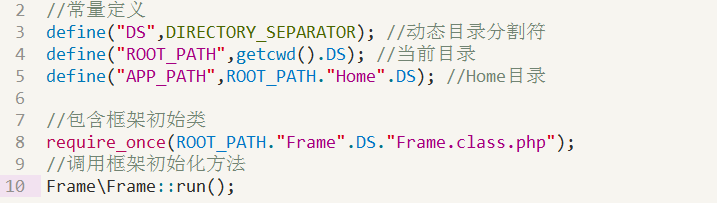 2 //常量定义
3 define("DS",DIRECTORY_SEPARATOR); //动态目录分割符
4 define("ROOT_PATH",getcwd().DS); //当前目录
5 define("APP_PATH",ROOT_PATH."Home".DS); //Home目录
6
7 //包含框架初始类
8 require_once(ROOT_PATH."Frame".DS."Frame.class.php");
9 //调用框架初始化方法
10 Frame\Frame::run();